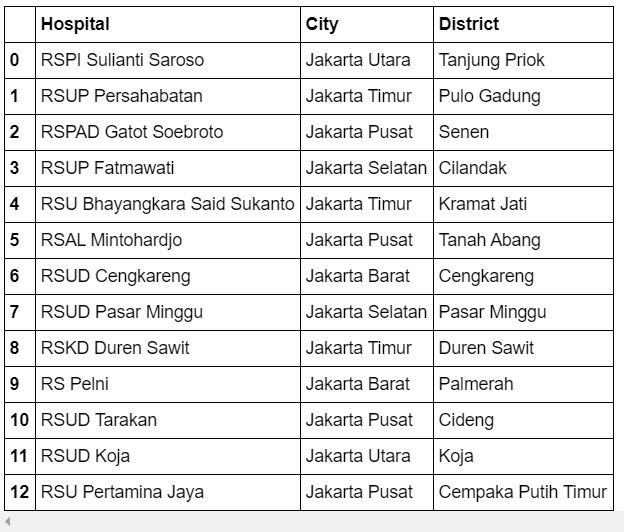 Hospital City District
0 RSPI Sulianti Saroso Jakarta Utara Tanjung Priok
1 RSUP Persahabatan Jakarta Timur Pulo Gadung
2 RSPAD Gatot Soebroto Jakarta Pusat Senen
3 RSUP Fatmawati Jakarta Selatan Cilandak
4 RSU Bhayangkara Said Sukanto Jakarta Timur Kramat Jati
5 RSAL Mintohardjo Jakarta Pusat Tanah Abang
6 RSUD Cengkareng Jakarta Barat Cengkareng
7 RSUD Pasar Minggu Jakarta Selatan Pasar Minggu
8 RSKD Duren Sawit Jakarta Timur Duren Sawit
9 RS Pelni Jakarta Barat Palmerah
10 RSUD Tarakan Jakarta Pusat Cideng
11 RSUD Koja Jakarta Utara Koja
12 RSU Pertamina Jaya Jakarta Pusat Cempaka Putih Timur